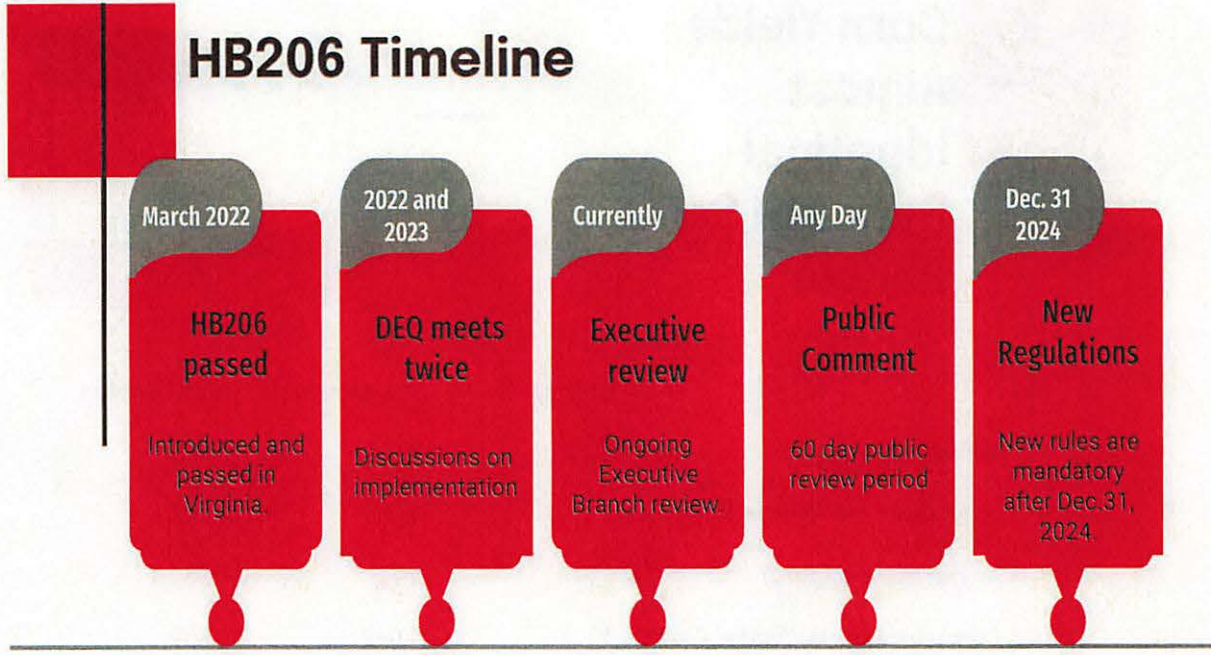 HB206 Timeline
March 2022
HB206
passed
Introduced and
passed in
Virginia.
2022 and
2023
DEQ meets
twice
Discussions on
implementation
Currently
Executive
review
Ongoing
Executive
Branch review.
Any Day
Public
Comment
60 day public
review period
Dec. 31
2024
New
Regulations
New rules are
mandatory
after Dec.31,
2024.